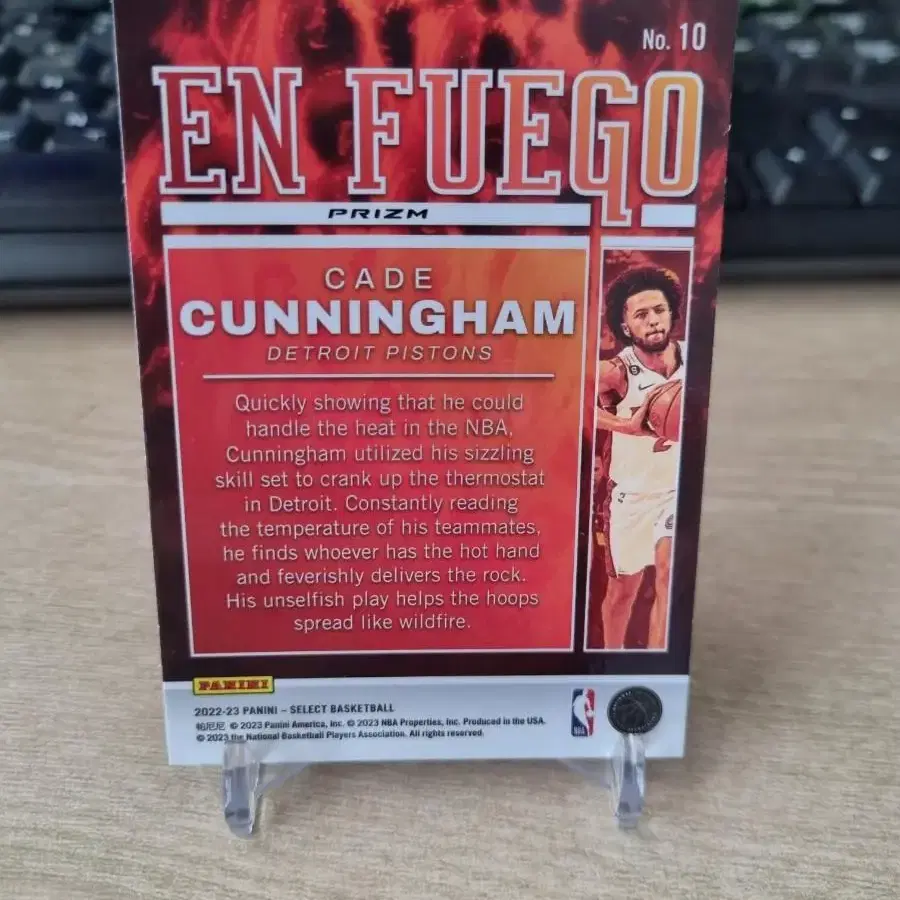 No. 10
EN FUEGO
PRIZM
CADE
CUNNINGHAM
DETROIT PISTONS
Quickly showing that he could
handle the heat in the NBA,
Cunningham utilized his sizzling
skill set to crank up the thermostat
in Detroit. Constantly reading
the temperature of his teammates,
he finds whoever has the hot hand
and feverishly delivers the rock.
His unselfish play helps the hoops
spread like wildfire.
PANINI
2022-23 PANINI – SELECT BASKETBALL
帕尼尼 © 2023 Panini America, Inc. © 2023 NBA Properties, Inc. Produced in the USA.
© 2023 the National Basketball Players Association. All rights reserved.
NBA